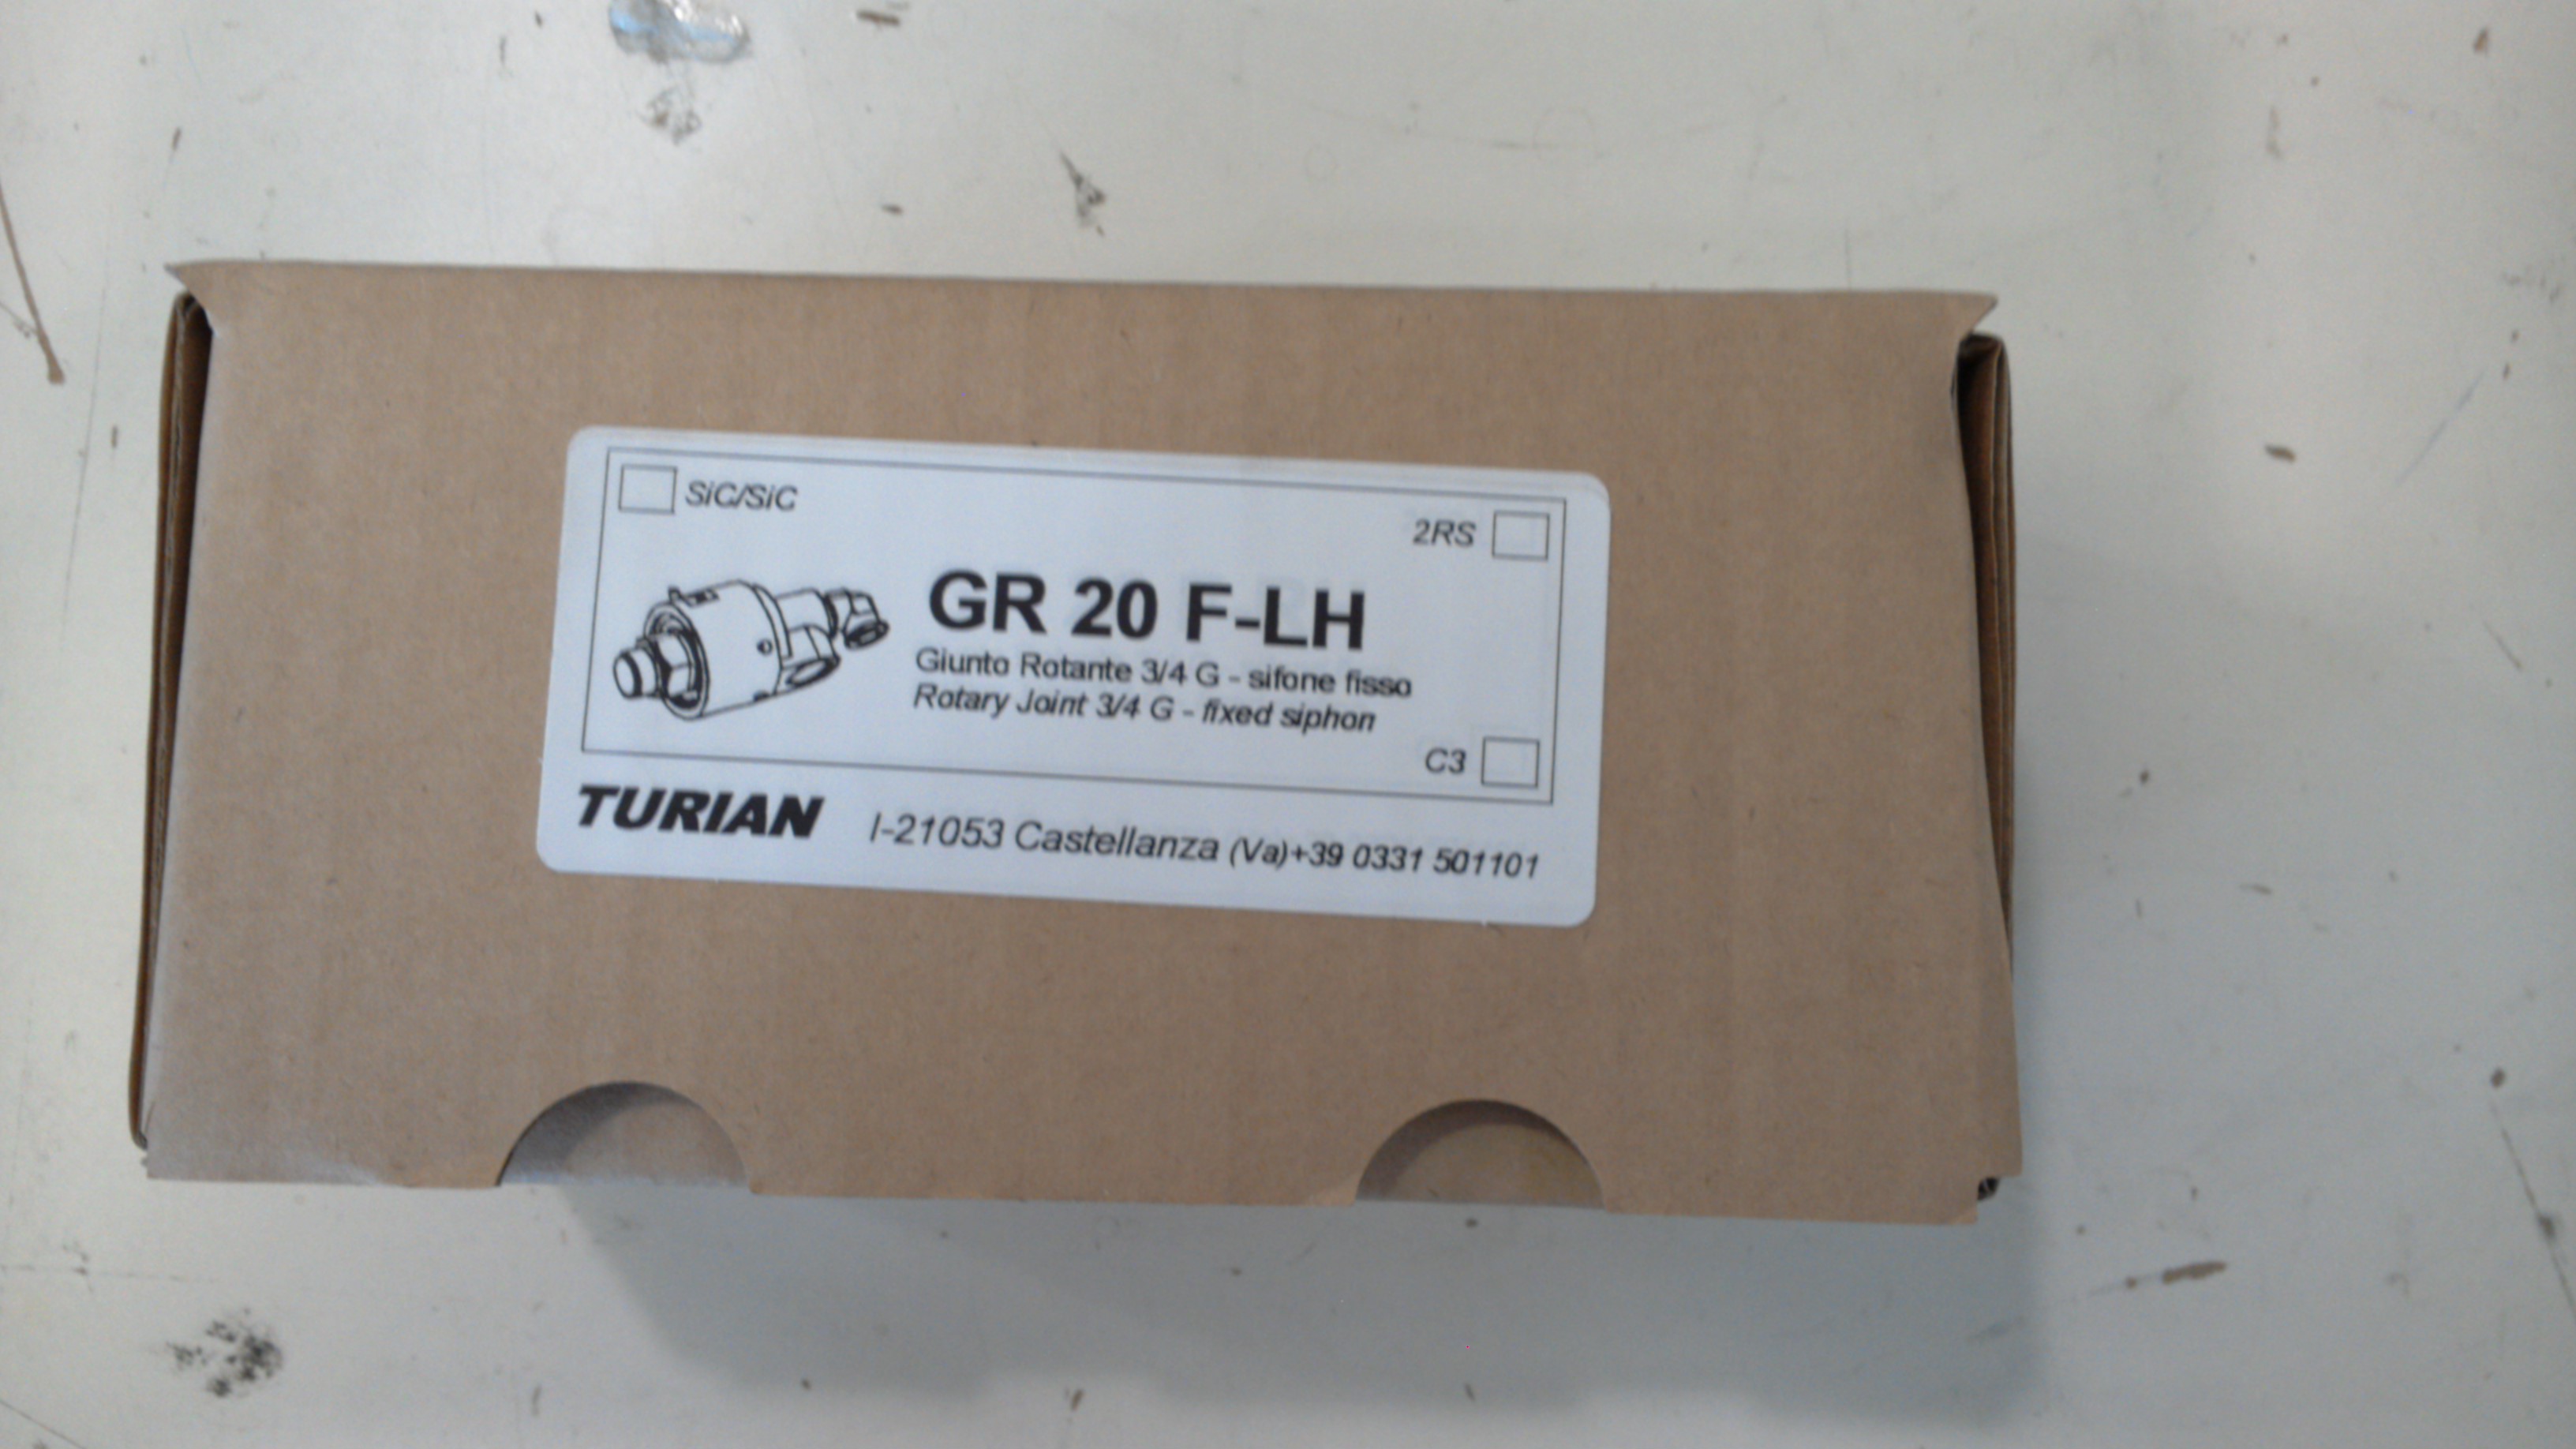 SiC/SiC
2RS
GR 20 F-LH
Giunto Rotante 3/4 G - sifone fisso
Rotary Joint 3/4 G - fixed siphon
C3
TURIAN I-21053 Castellanza (Va)+39 0331 501101